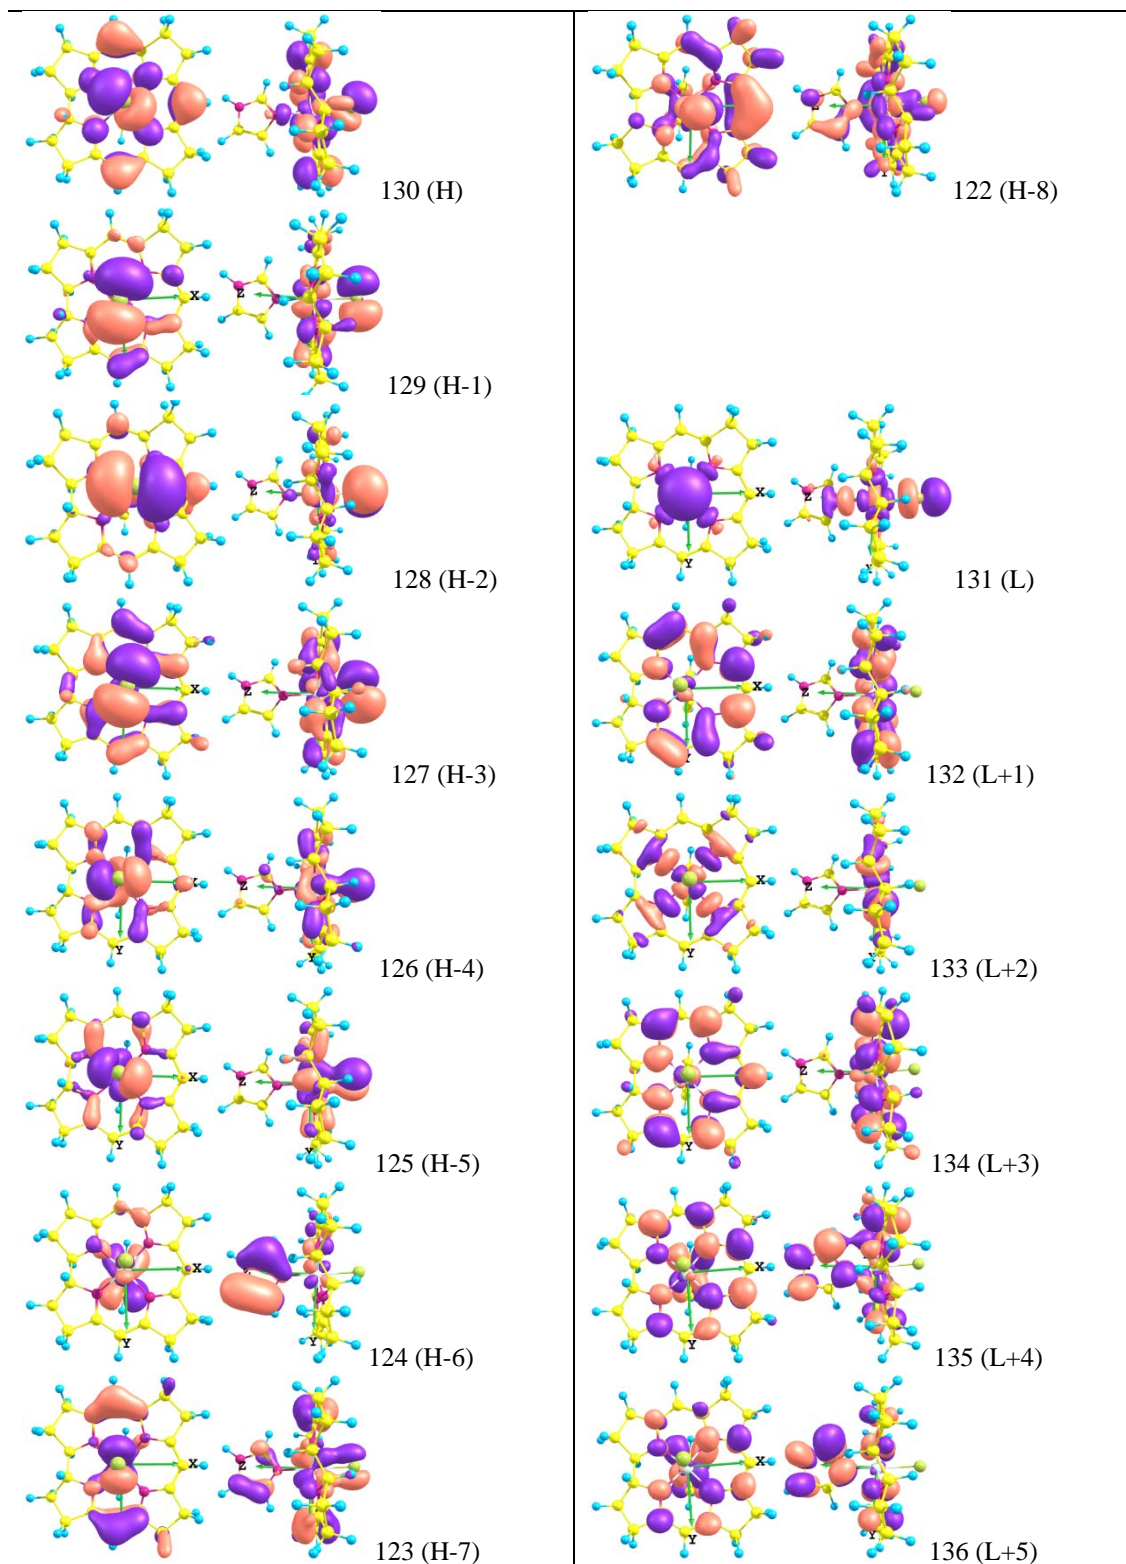 130 (H)
X
Z
129 (H-1)
Z
128 (H-2)
X
Z
127 (H-3)
Y
Z
Y
126 (H-4)
X
Y
Z
125 (H-5)
X
Y
Y
124 (H-6)
X
Z
123 (H-7)
122 (H-8)
X
Y
Z
Y
131 (L)
X
Z
132 (L+1)
X
Y
Z
133 (L+2)
Y
Z
134 (L+3)
X
Y
135 (L+4)
X
Y
Y
136 (L+5)